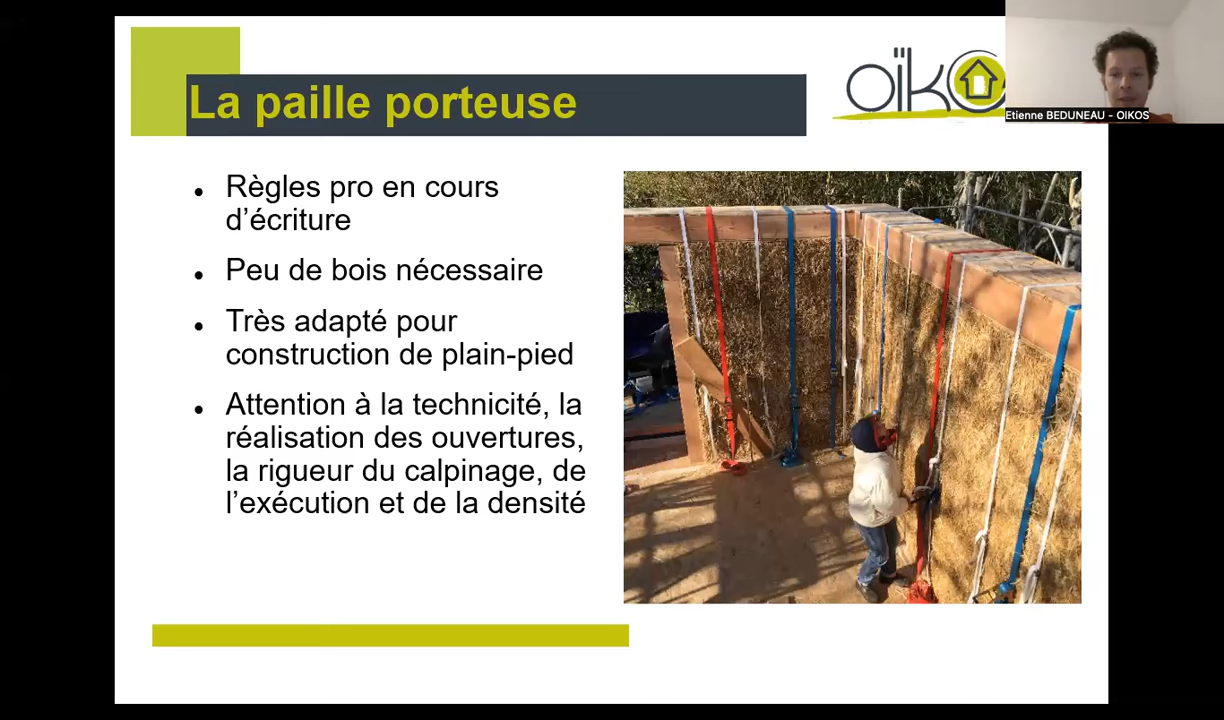 La paille porteuse
oïko
Etienne BEDUNEAU - OIKOS
● Règles pro en cours
d’écriture
● Peu de bois nécessaire
● Très adapté pour
construction de plain-pied
● Attention à la technicité, la
réalisation des ouvertures,
la rigueur du calpinage, de
l’exécution et de la densité